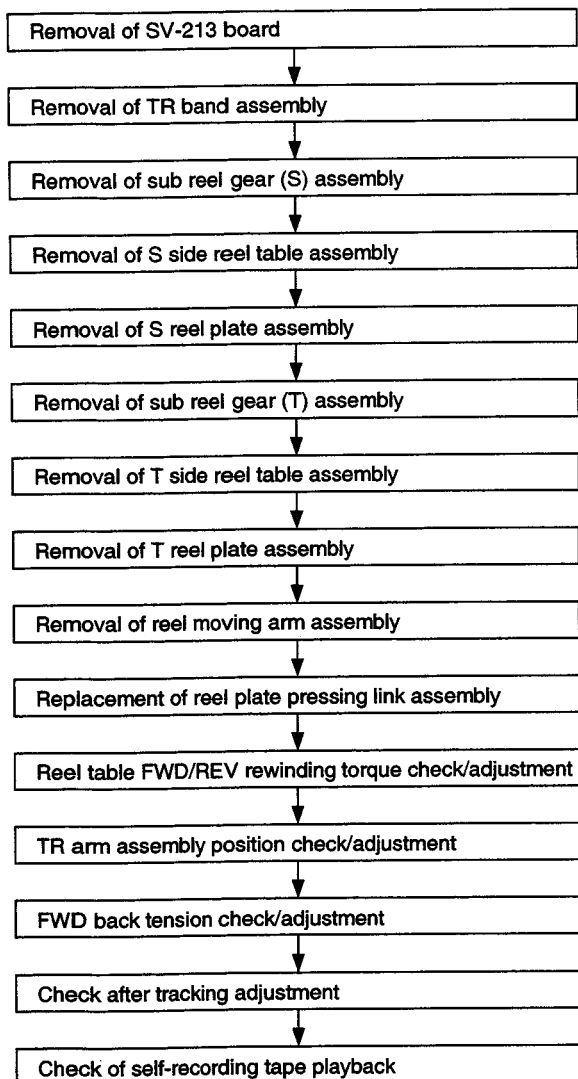 Removal of SV-213 board
Removal of TR band assembly
Removal of sub reel gear (S) assembly
Removal of S side reel table assembly
Removal of S reel plate assembly
Removal of sub reel gear (T) assembly
Removal of T side reel table assembly
Removal of T reel plate assembly
Removal of reel moving arm assembly
Replacement of reel plate pressing link assembly
Reel table FWD/REV rewinding torque check/adjustment
TR arm assembly position check/adjustment
FWD back tension check/adjustment
Check after tracking adjustment
Check of self-recording tape playback